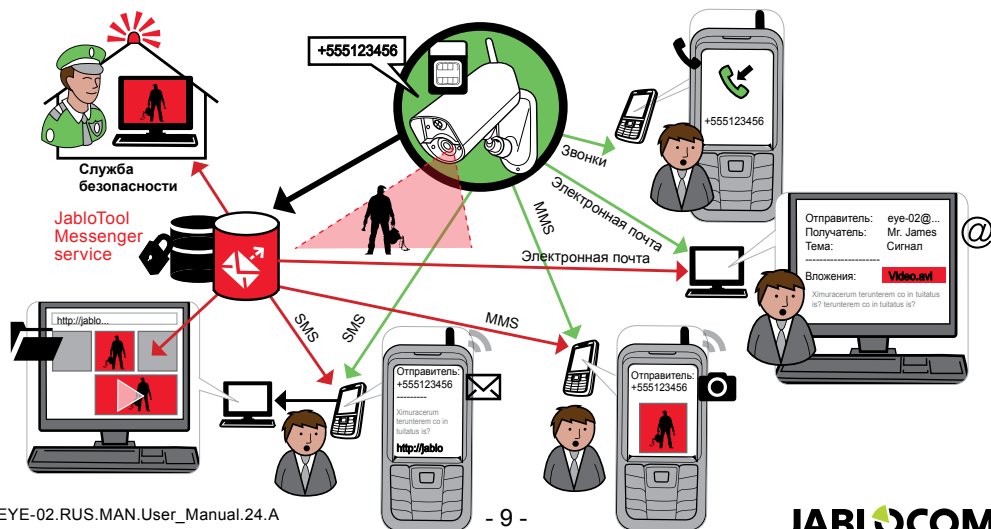 +555123456
Служба
безопасности
JabloTool
Messenger
service
Звонки
Электронная почта
MMS
Электронная почта
SMS
SMS
MMS
+555123456
Отправитель: eye-02@...
Получатель: Mr. James
Тема: Сигнал
---------------------
Вложения: Video.avi
Ximuracerum terunterem co in tuitatus
is? terunterem co in tuitatus is?
@
http://jablo...
Отправитель:
+555123456
----------
Ximuracerum
terunterem co in
tuitatus is?
http://jablo
Отправитель:
+555123456
EYE-02.RUS.MAN.User_Manual.24.A
- 9 -
JABLOCOM